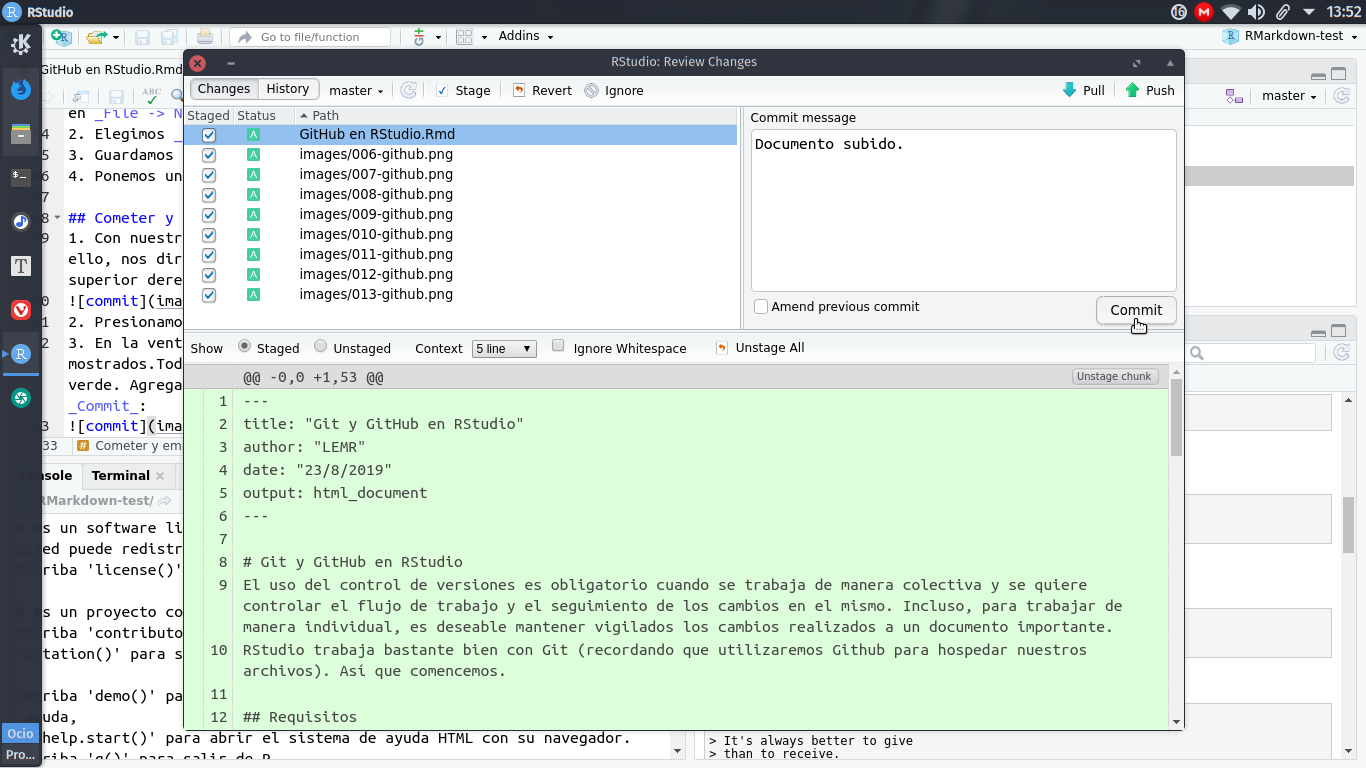 RStudio
13:52
Go to file/function
Addins
RMarkdown-test
GitHub en RStudio.Rmd
RStudio: Review Changes
Changes
History
master
Stage
Revert
Ignore
Pull
Push
master
ABC
Staged
Status
Path
GitHub en RStudio.Rmd
images/006-github.png
images/007-github.png
images/008-github.png
images/009-github.png
images/010-github.png
images/011-github.png
images/012-github.png
images/013-github.png
Commit message
Documento subido.
Amend previous commit
Commit
en _File -> N
4 2. Elegimos _
5 3. Guardamos
6 4. Ponemos un
7
8 ## Cometer y
9 1. Con nuestr
ello, nos dir
superior dere
0 ![commit](ima
1 2. Presionamo
2 3. En la vent
mostrados.Tod
verde. Agrega
_Commit_:
33 ![commit](ima
:33
Cometer y em
Show
Staged
Unstaged
Context
5 line
Ignore Whitespace
Unstage All
@@ -0,0 +1,53 @@
Unstage chunk
1 ---
2 title: "Git y GitHub en RStudio"
3 author: "LEMR"
4 date: "23/8/2019"
5 output: html_document
6 ---
7
8 # Git y GitHub en RStudio
9 El uso del control de versiones es obligatorio cuando se trabaja de manera colectiva y se quiere
controlar el flujo de trabajo y el seguimiento de los cambios en el mismo. Incluso, para trabajar de
manera individual, es deseable mantener vigilados los cambios realizados a un documento importante.
10 RStudio trabaja bastante bien con Git (recordando que utilizaremos Github para hospedar nuestros
archivos). Así que comencemos.
11
12 ## Requisitos
Console
Terminal
RMarkdown-test/
es un software li
ted puede redistr
criba 'license()'
es un proyecto co
criba 'contributo
citation()' para s
criba 'demo()' pa
uda,
help.start()' para abrir el sistema de ayuda HTML con su navegador.
criba 'q()' para salir de R
Ocio
Pro...
> It's always better to give
> than to receive.